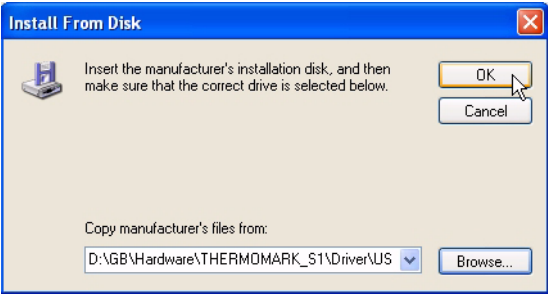 Install From Disk
Insert the manufacturer's installation disk, and then
make sure that the correct drive is selected below.
OK
Cancel
Copy manufacturer's files from:
D:\GB\Hardware\THERMOMARK_S1\Driver\US
Browse...